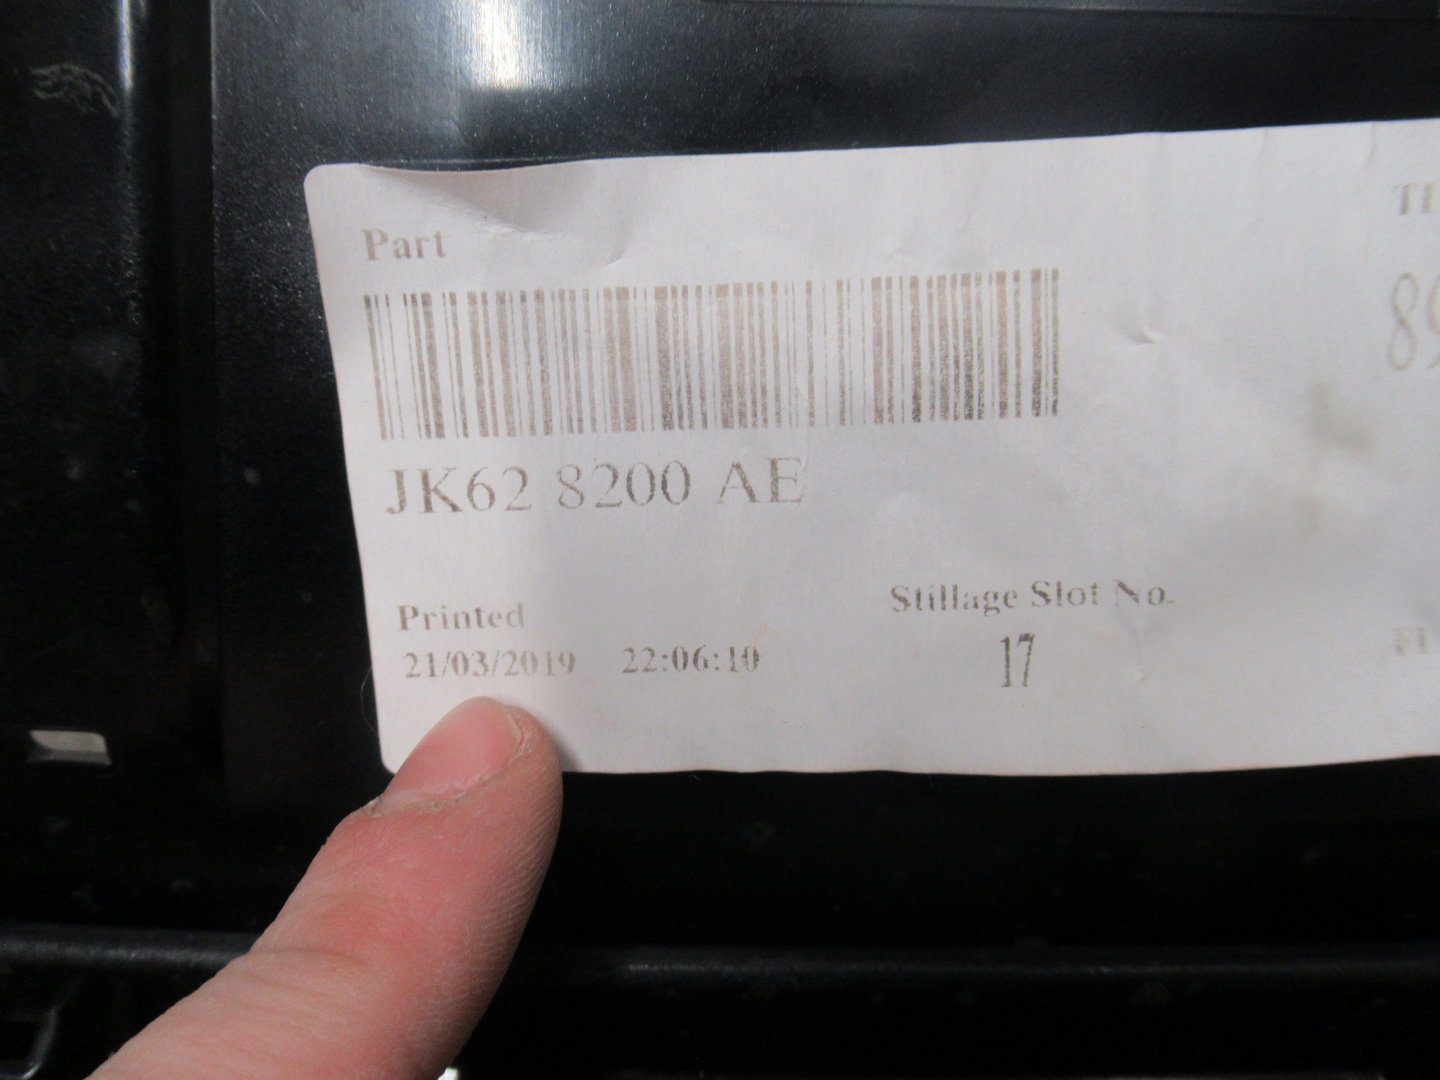 Part
JK62 8200 AE
Printed
21/03/2019 22:06:10
Stillage Slot No.
17